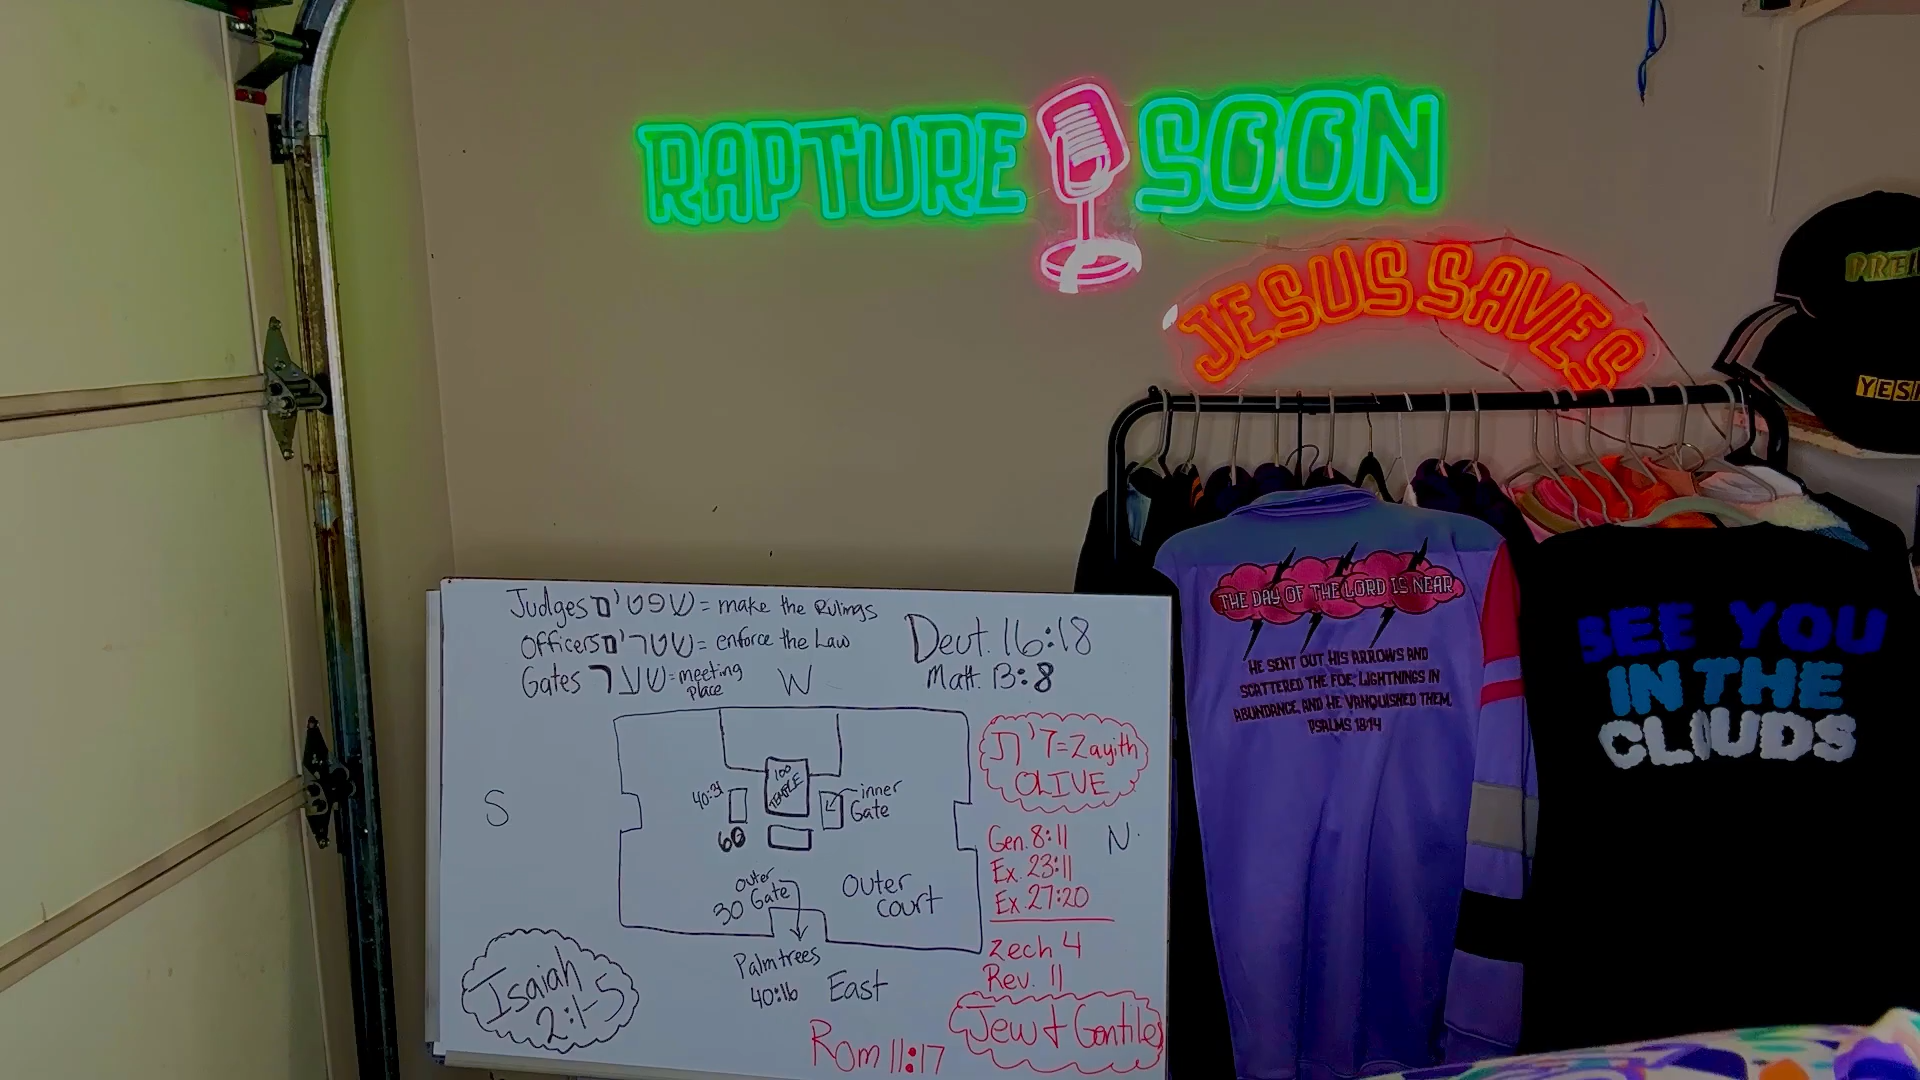 RAPTURE SOON
JESUS SAVES
YES
THE DAY OF THE LORD IS NEAR
HE SENT OUT HIS ARROWS AND
SCATTERED THE FOE, LIGHTNINGS IN
ABUNDANCE, AND HE VANQUISHED THEM.
PSALMS 18:14
SEE YOU
IN THE
CLOUDS
Judges שפטים = make the Rulings
Officers שטרים = enforce the Law
Gates שער = meeting place
Deut. 16:18
Matt. 13:8
W
S
N
100 TEMPLE
40:31
60
inner Gate
outer Gate
30
outer court
Palm trees
40:16
East
Isaiah
2:1-5
זית = Zayith
OLIVE
Gen. 8:11
Ex. 23:11
Ex. 27:20
Zech 4
Rev. 11
Jew + Gentile
Rom 11:17